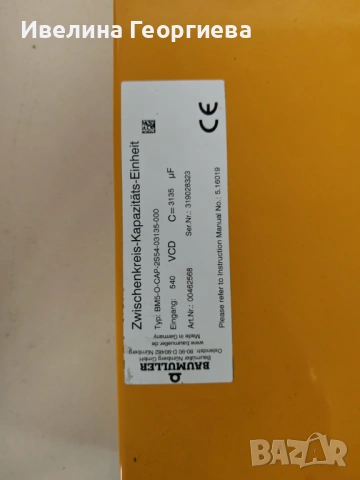 Ивелина Георгиева
BAUMÜLLER
Baumüller Nürnberg GmbH
Ostendstr. 80-90 D-90482 Nürnberg
www.baumueller.de
Made in Germany
Zwischenkreis-Kapazitäts-Einheit
Typ: BM5-O-CAP-2S54-03135-000
Eingang: 540 VCD C= 3135 µF
Art.Nr.: 00462568 Ser.Nr.: 319028323
Please refer to Instruction Manual No.: 5.16019
CE
BAZAR